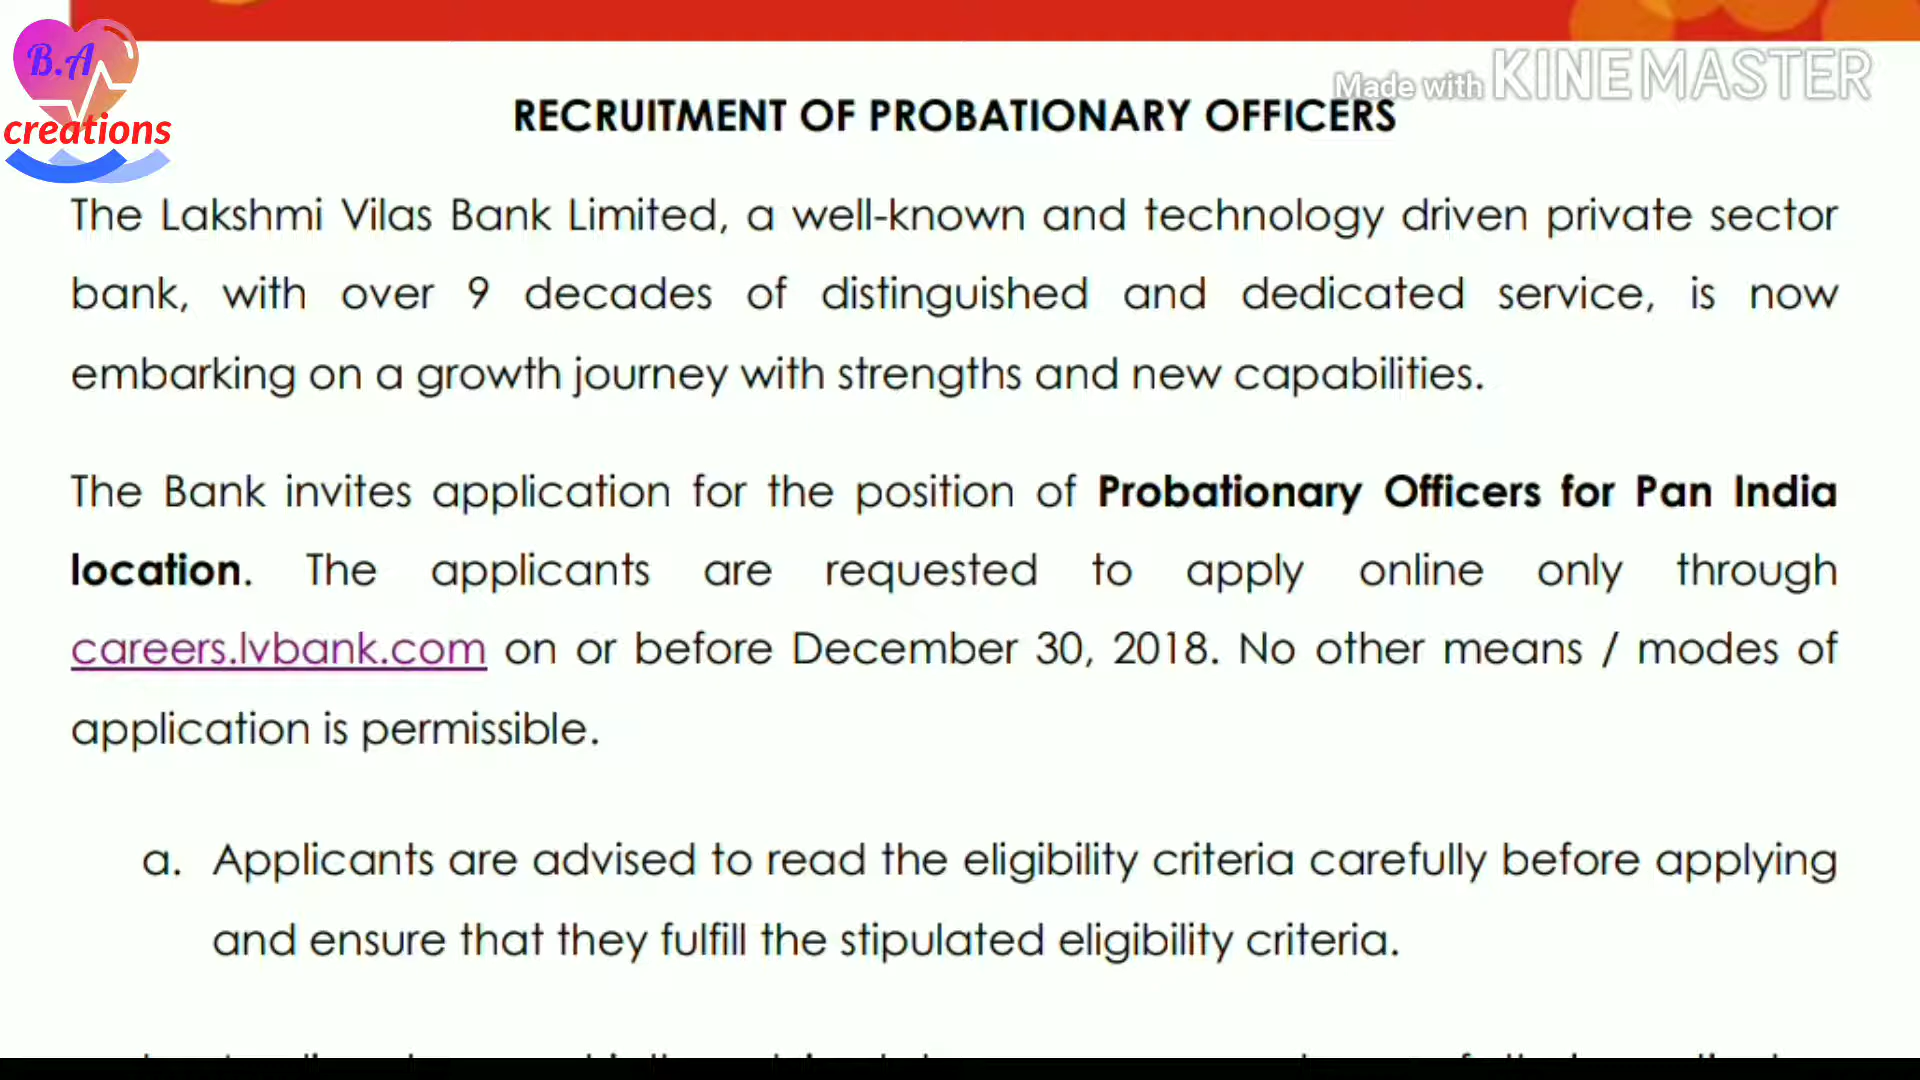 B.A
creations
Made with KINEMASTER
RECRUITMENT OF PROBATIONARY OFFICERS
The Lakshmi Vilas Bank Limited, a well-known and technology driven private sector
bank, with over 9 decades of distinguished and dedicated service, is now
embarking on a growth journey with strengths and new capabilities.
The Bank invites application for the position of Probationary Officers for Pan India
location. The applicants are requested to apply online only through
careers.lvbank.com on or before December 30, 2018. No other means / modes of
application is permissible.
a. Applicants are advised to read the eligibility criteria carefully before applying
and ensure that they fulfill the stipulated eligibility criteria.